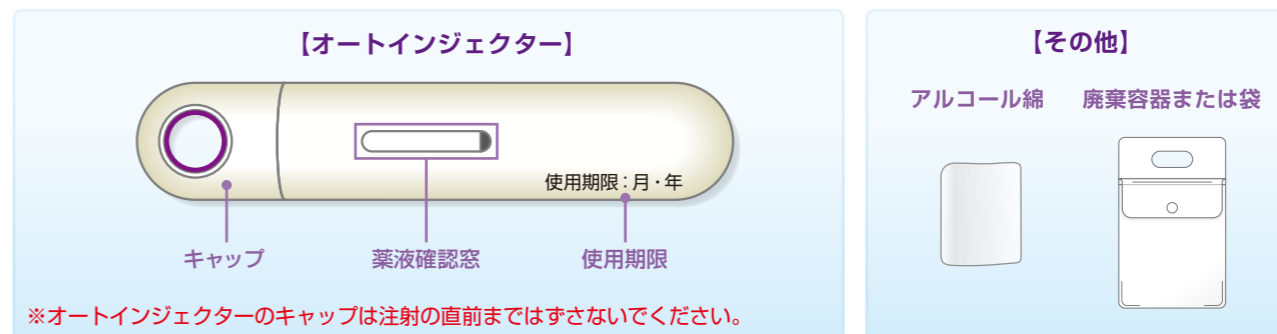 【オートインジェクター】
使用期限：月・年
キャップ
薬液確認窓
使用期限
※オートインジェクターのキャップは注射の直前まではずさないでください。
【その他】
アルコール綿
廃棄容器または袋